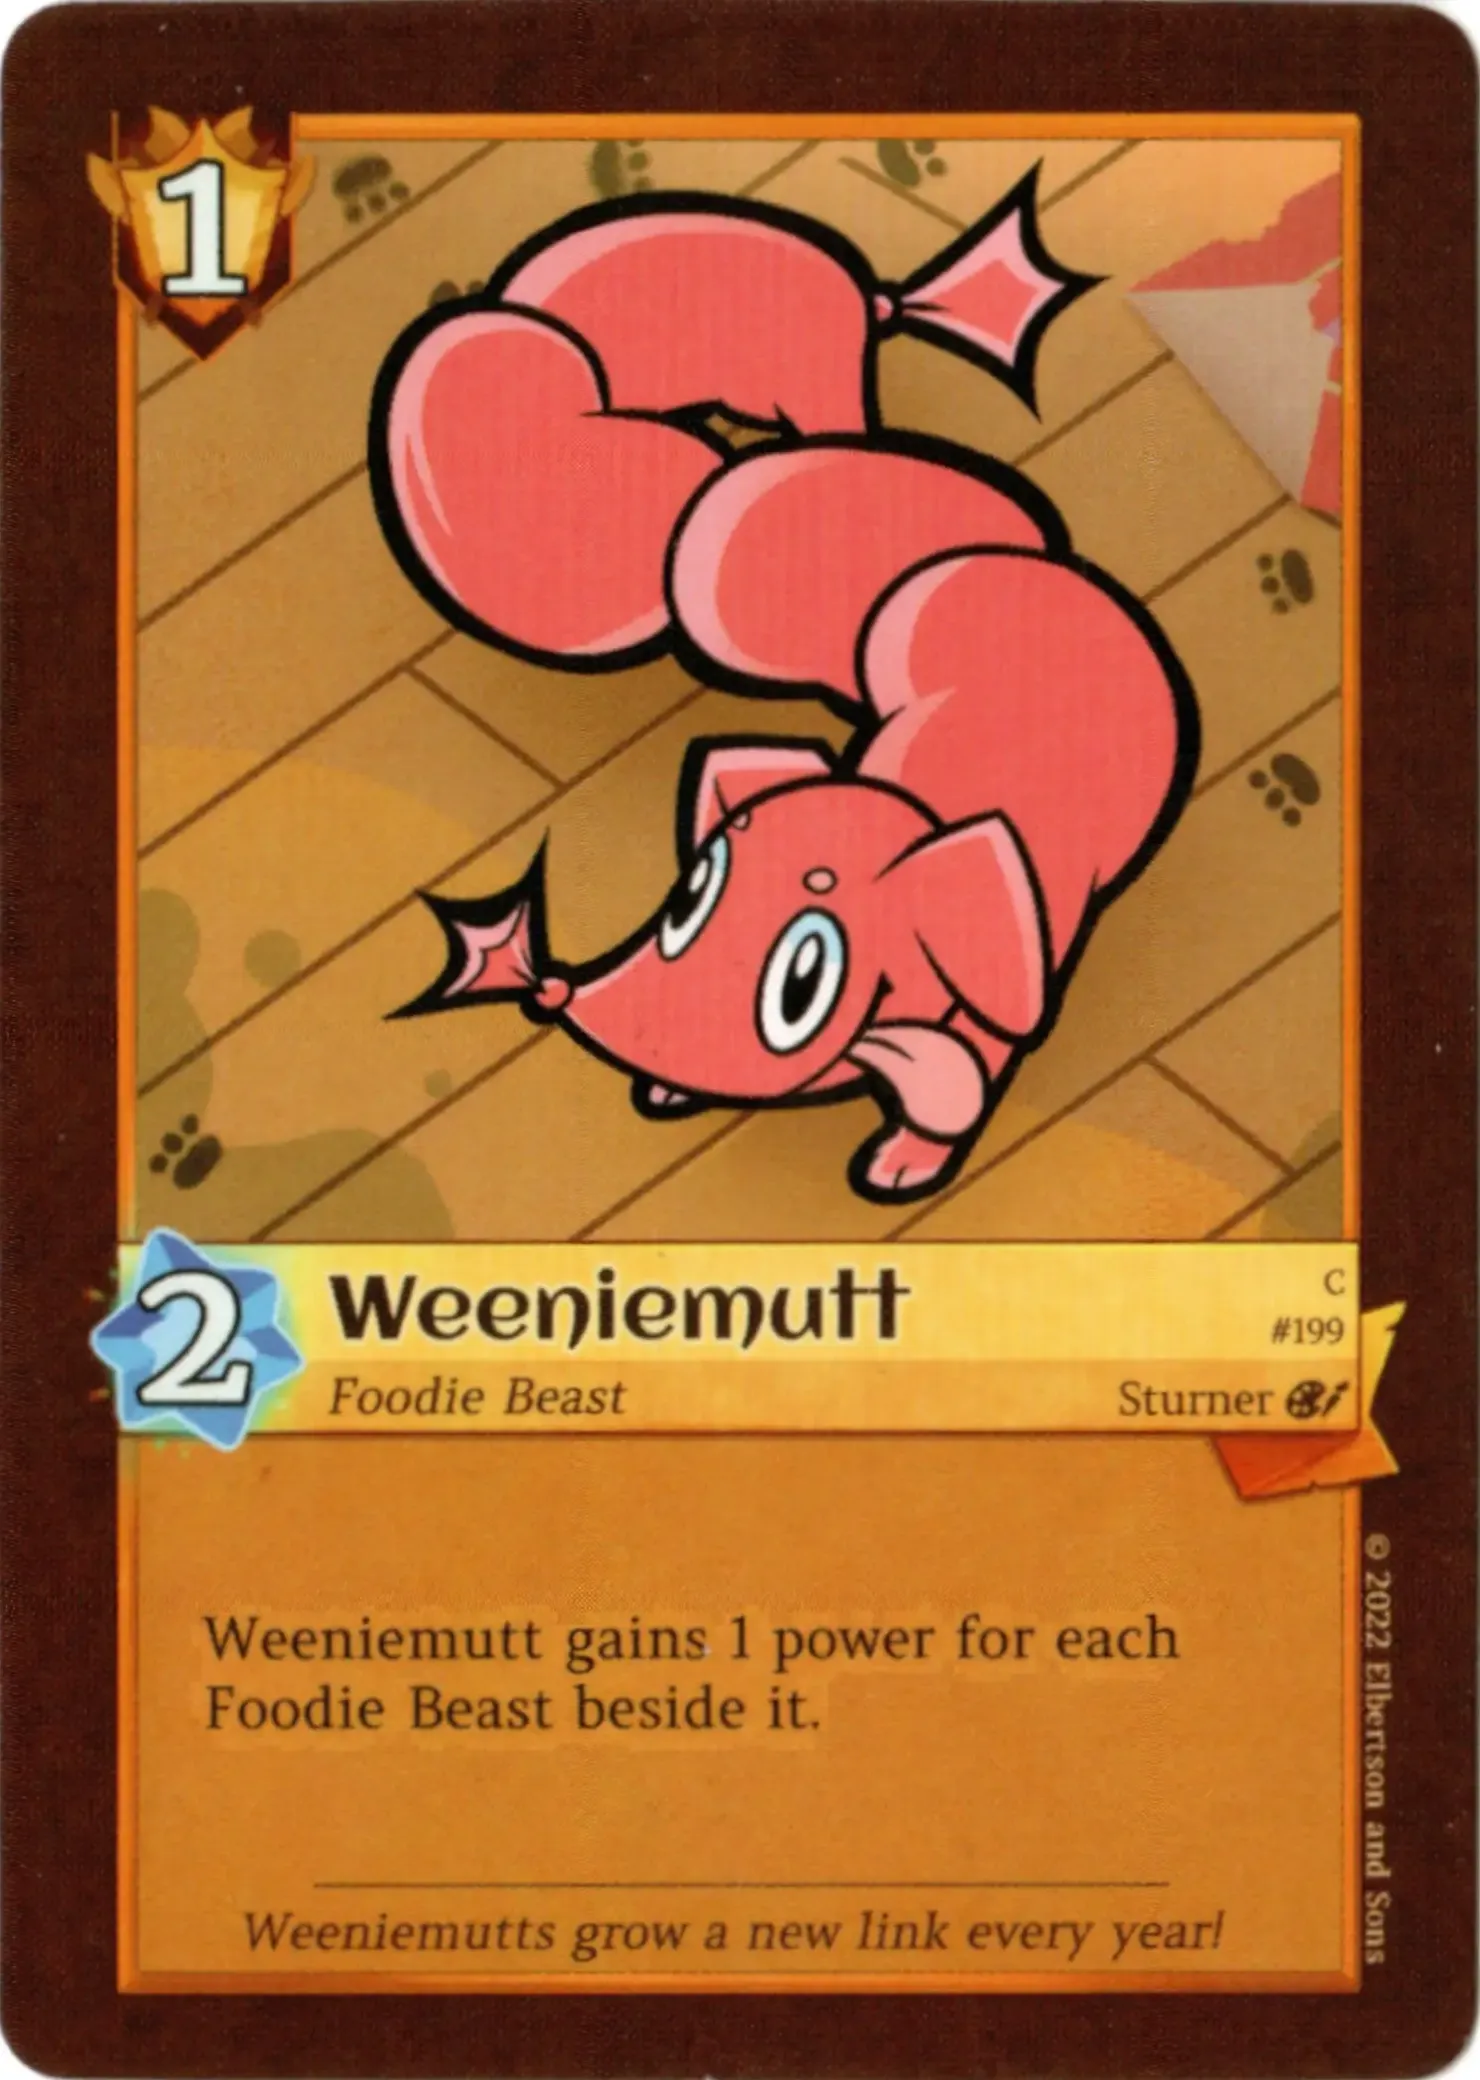 1
2
Weeniemutt
C
#199
Foodie Beast
Sturner
Weeniemutt gains 1 power for each
Foodie Beast beside it.
Weeniemutts grow a new link every year!
© 2022 Elbertson and Sons